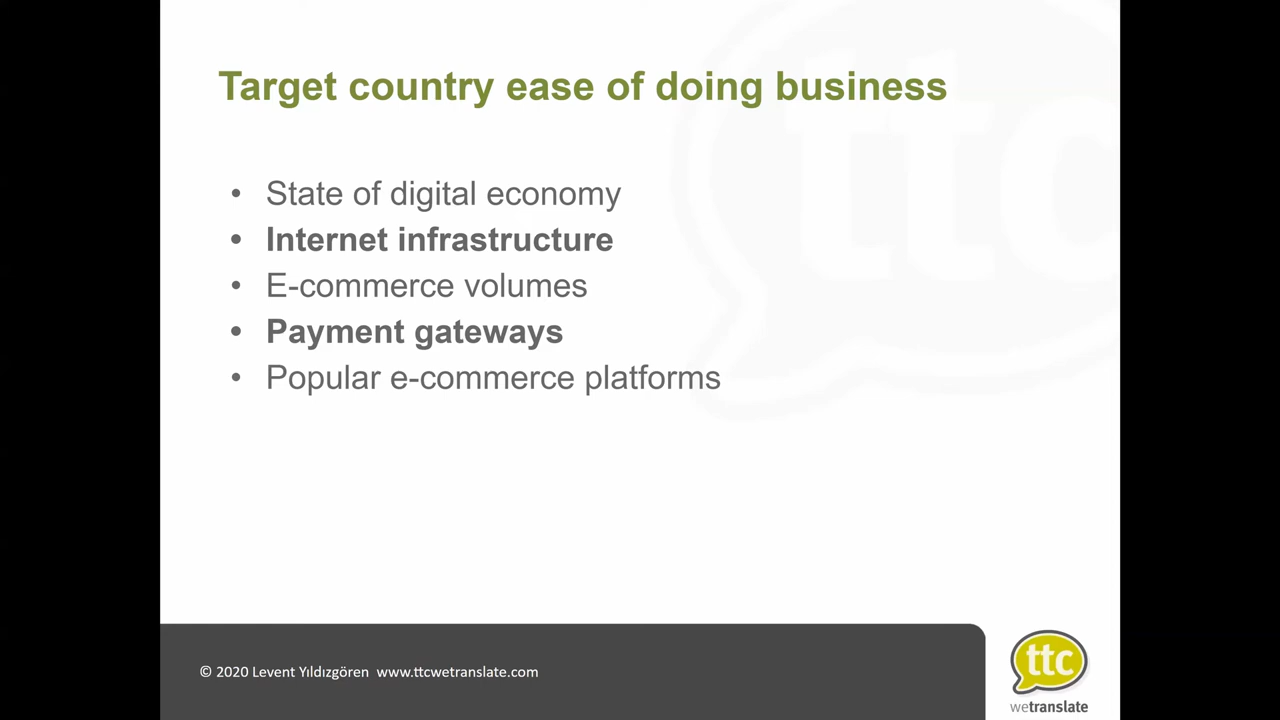 Target country ease of doing business
• State of digital economy
• Internet infrastructure
• E-commerce volumes
• Payment gateways
• Popular e-commerce platforms
© 2020 Levent Yıldızgören www.ttcwetranslate.com
ttc
wetranslate
ttc